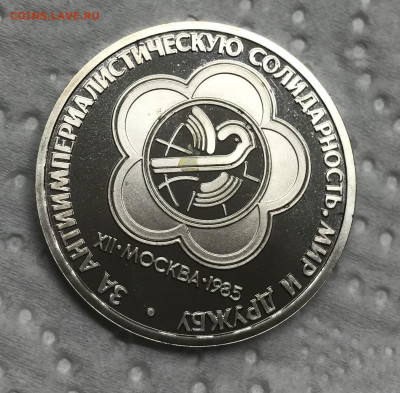 COINS.LAVE.RU
ЗА АНТИИМПЕРИАЛИСТИЧЕСКУЮ СОЛИДАРНОСТЬ·МИР И ДРУЖБУ·
XII·МОСКВА·1985